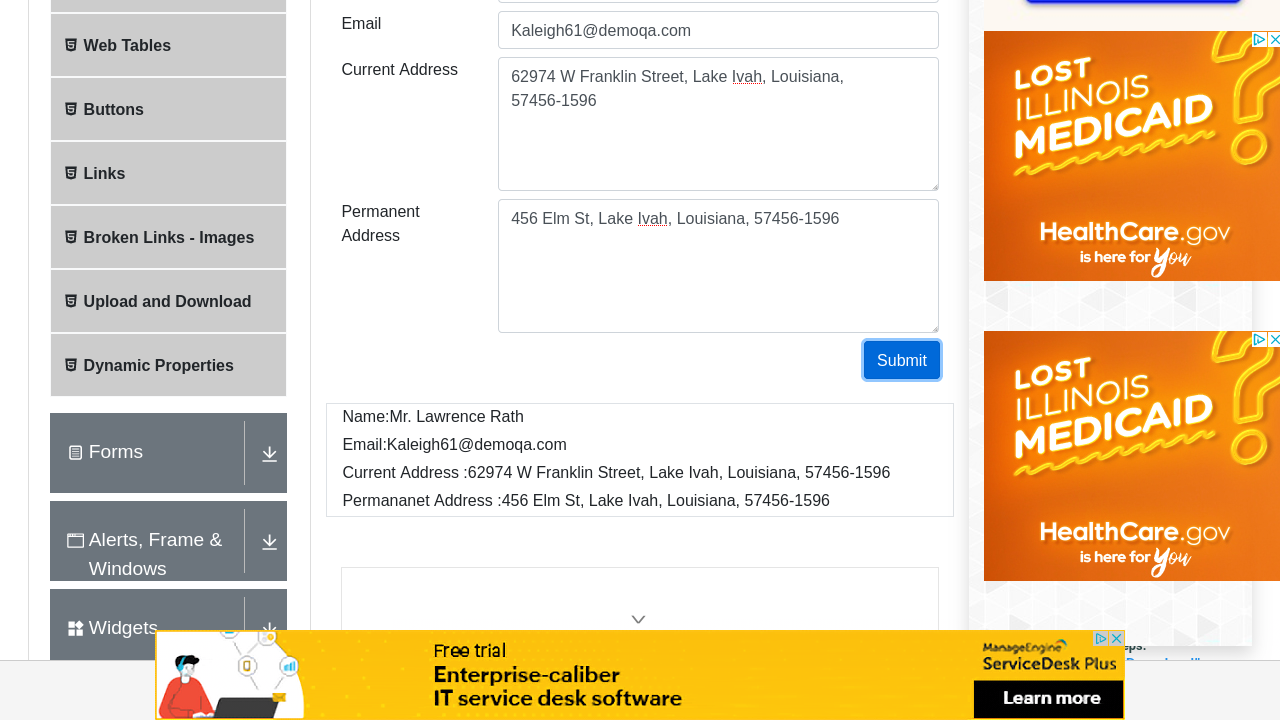 Email
Kaleigh61@demoqa.com
Current Address
62974 W Franklin Street, Lake Ivah, Louisiana,
57456-1596
Permanent
Address
456 Elm St, Lake Ivah, Louisiana, 57456-1596
Submit
Name:Mr. Lawrence Rath
Email:Kaleigh61@demoqa.com
Current Address :62974 W Franklin Street, Lake Ivah, Louisiana, 57456-1596
Permananet Address :456 Elm St, Lake Ivah, Louisiana, 57456-1596
Web Tables
Buttons
Links
Broken Links - Images
Upload and Download
Dynamic Properties
Forms
Alerts, Frame &
Windows
Widgets
LOST
ILLINOIS
MEDICAID
?
HealthCare.gov
is here for You
LOST
ILLINOIS
MEDICAID
?
HealthCare.gov
is here for You
Free trial
Enterprise-caliber
IT service desk software
ManageEngine
ServiceDesk Plus
Learn more